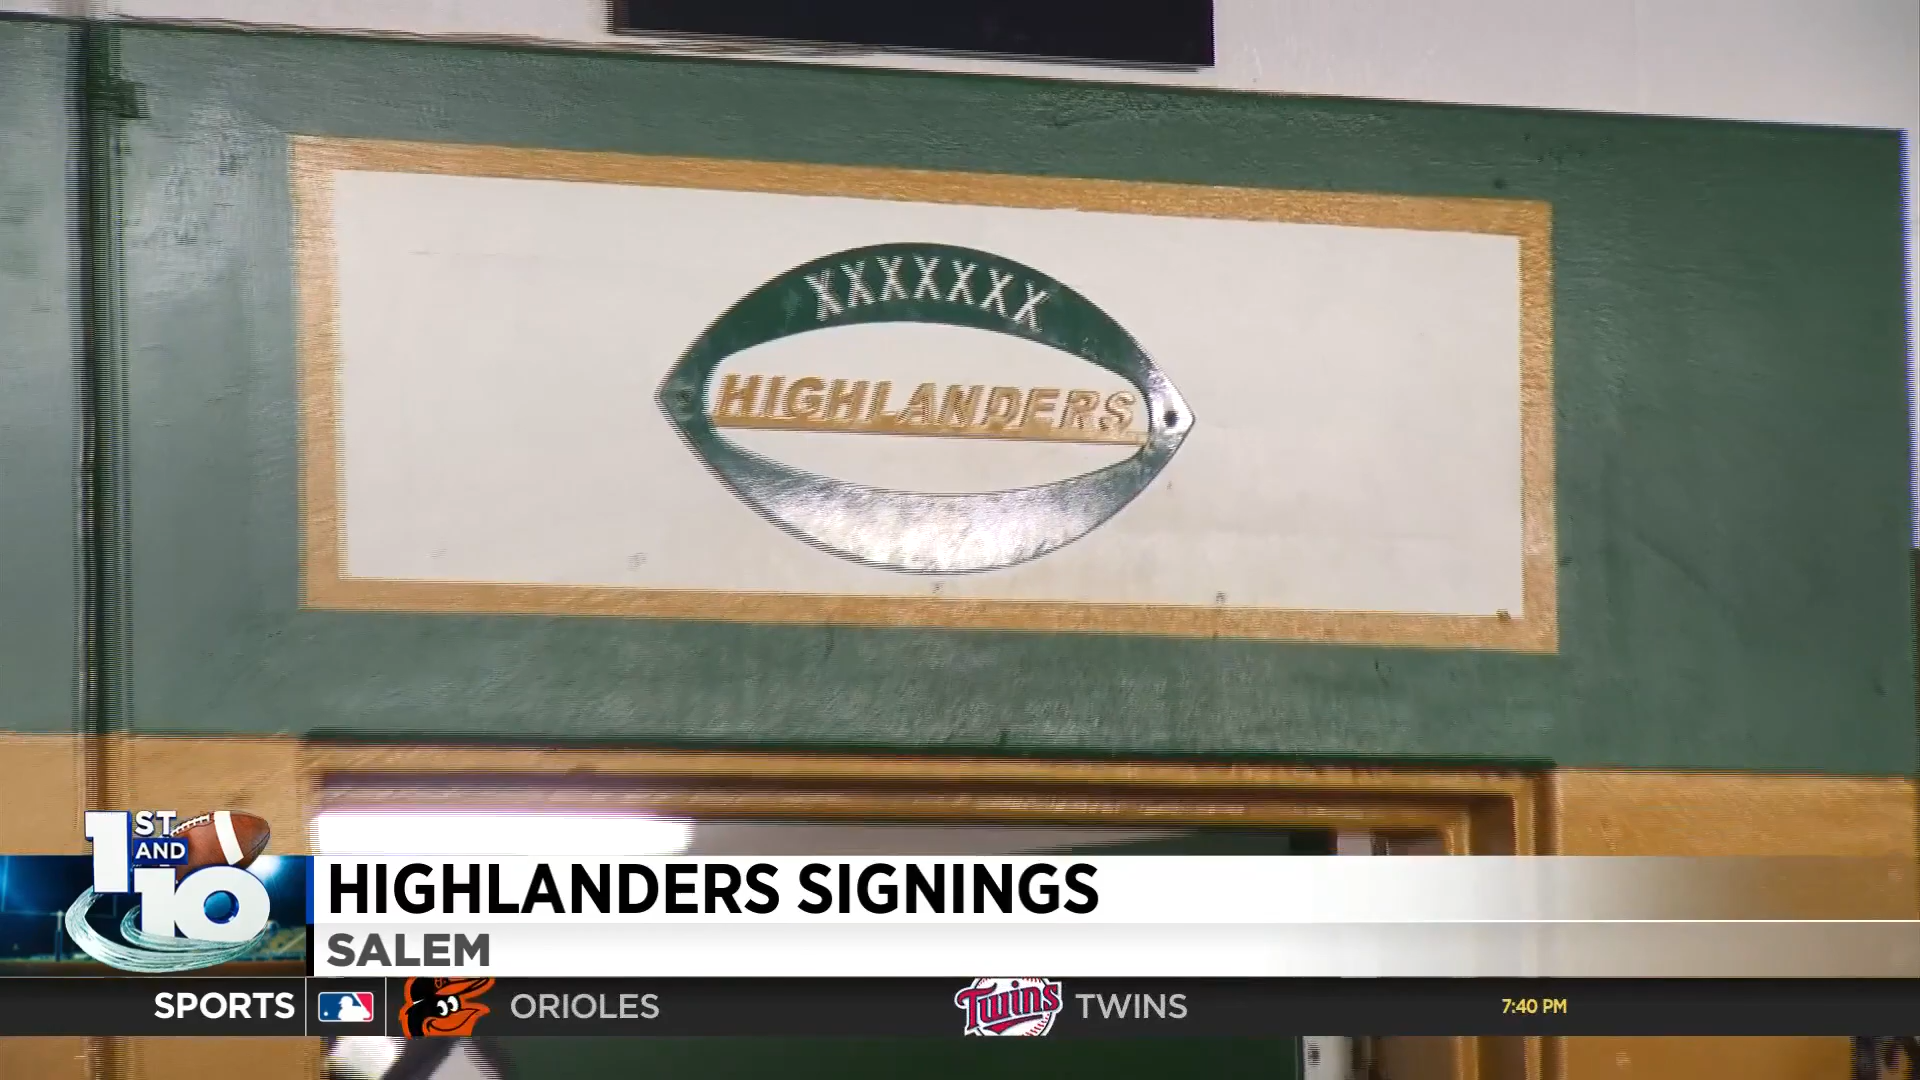 XXXXXXX
HIGHLANDERS
1ST
AND
10
HIGHLANDERS SIGNINGS
SALEM
SPORTS ORIOLES Twins TWINS 7:40 PM